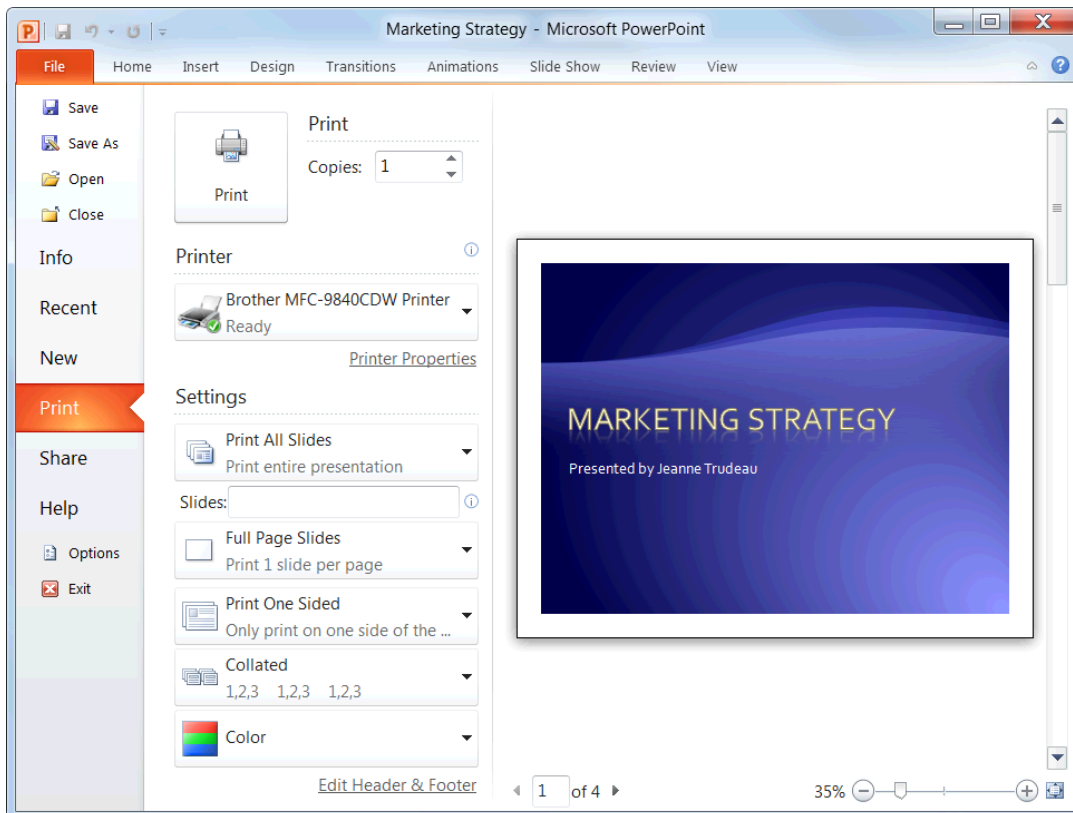 Marketing Strategy - Microsoft PowerPoint
File Home Insert Design Transitions Animations Slide Show Review View
Save
Save As
Open
Close
Info
Recent
New
Print
Share
Help
Options
Exit
Print
Print
Copies: 1
Printer
Brother MFC-9840CDW Printer
Ready
Printer Properties
Settings
Print All Slides
Print entire presentation
Slides:
Full Page Slides
Print 1 slide per page
Print One Sided
Only print on one side of the ...
Collated
1,2,3 1,2,3 1,2,3
Color
Edit Header & Footer
MARKETING STRATEGY
Presented by Jeanne Trudeau
1 of 4
35%